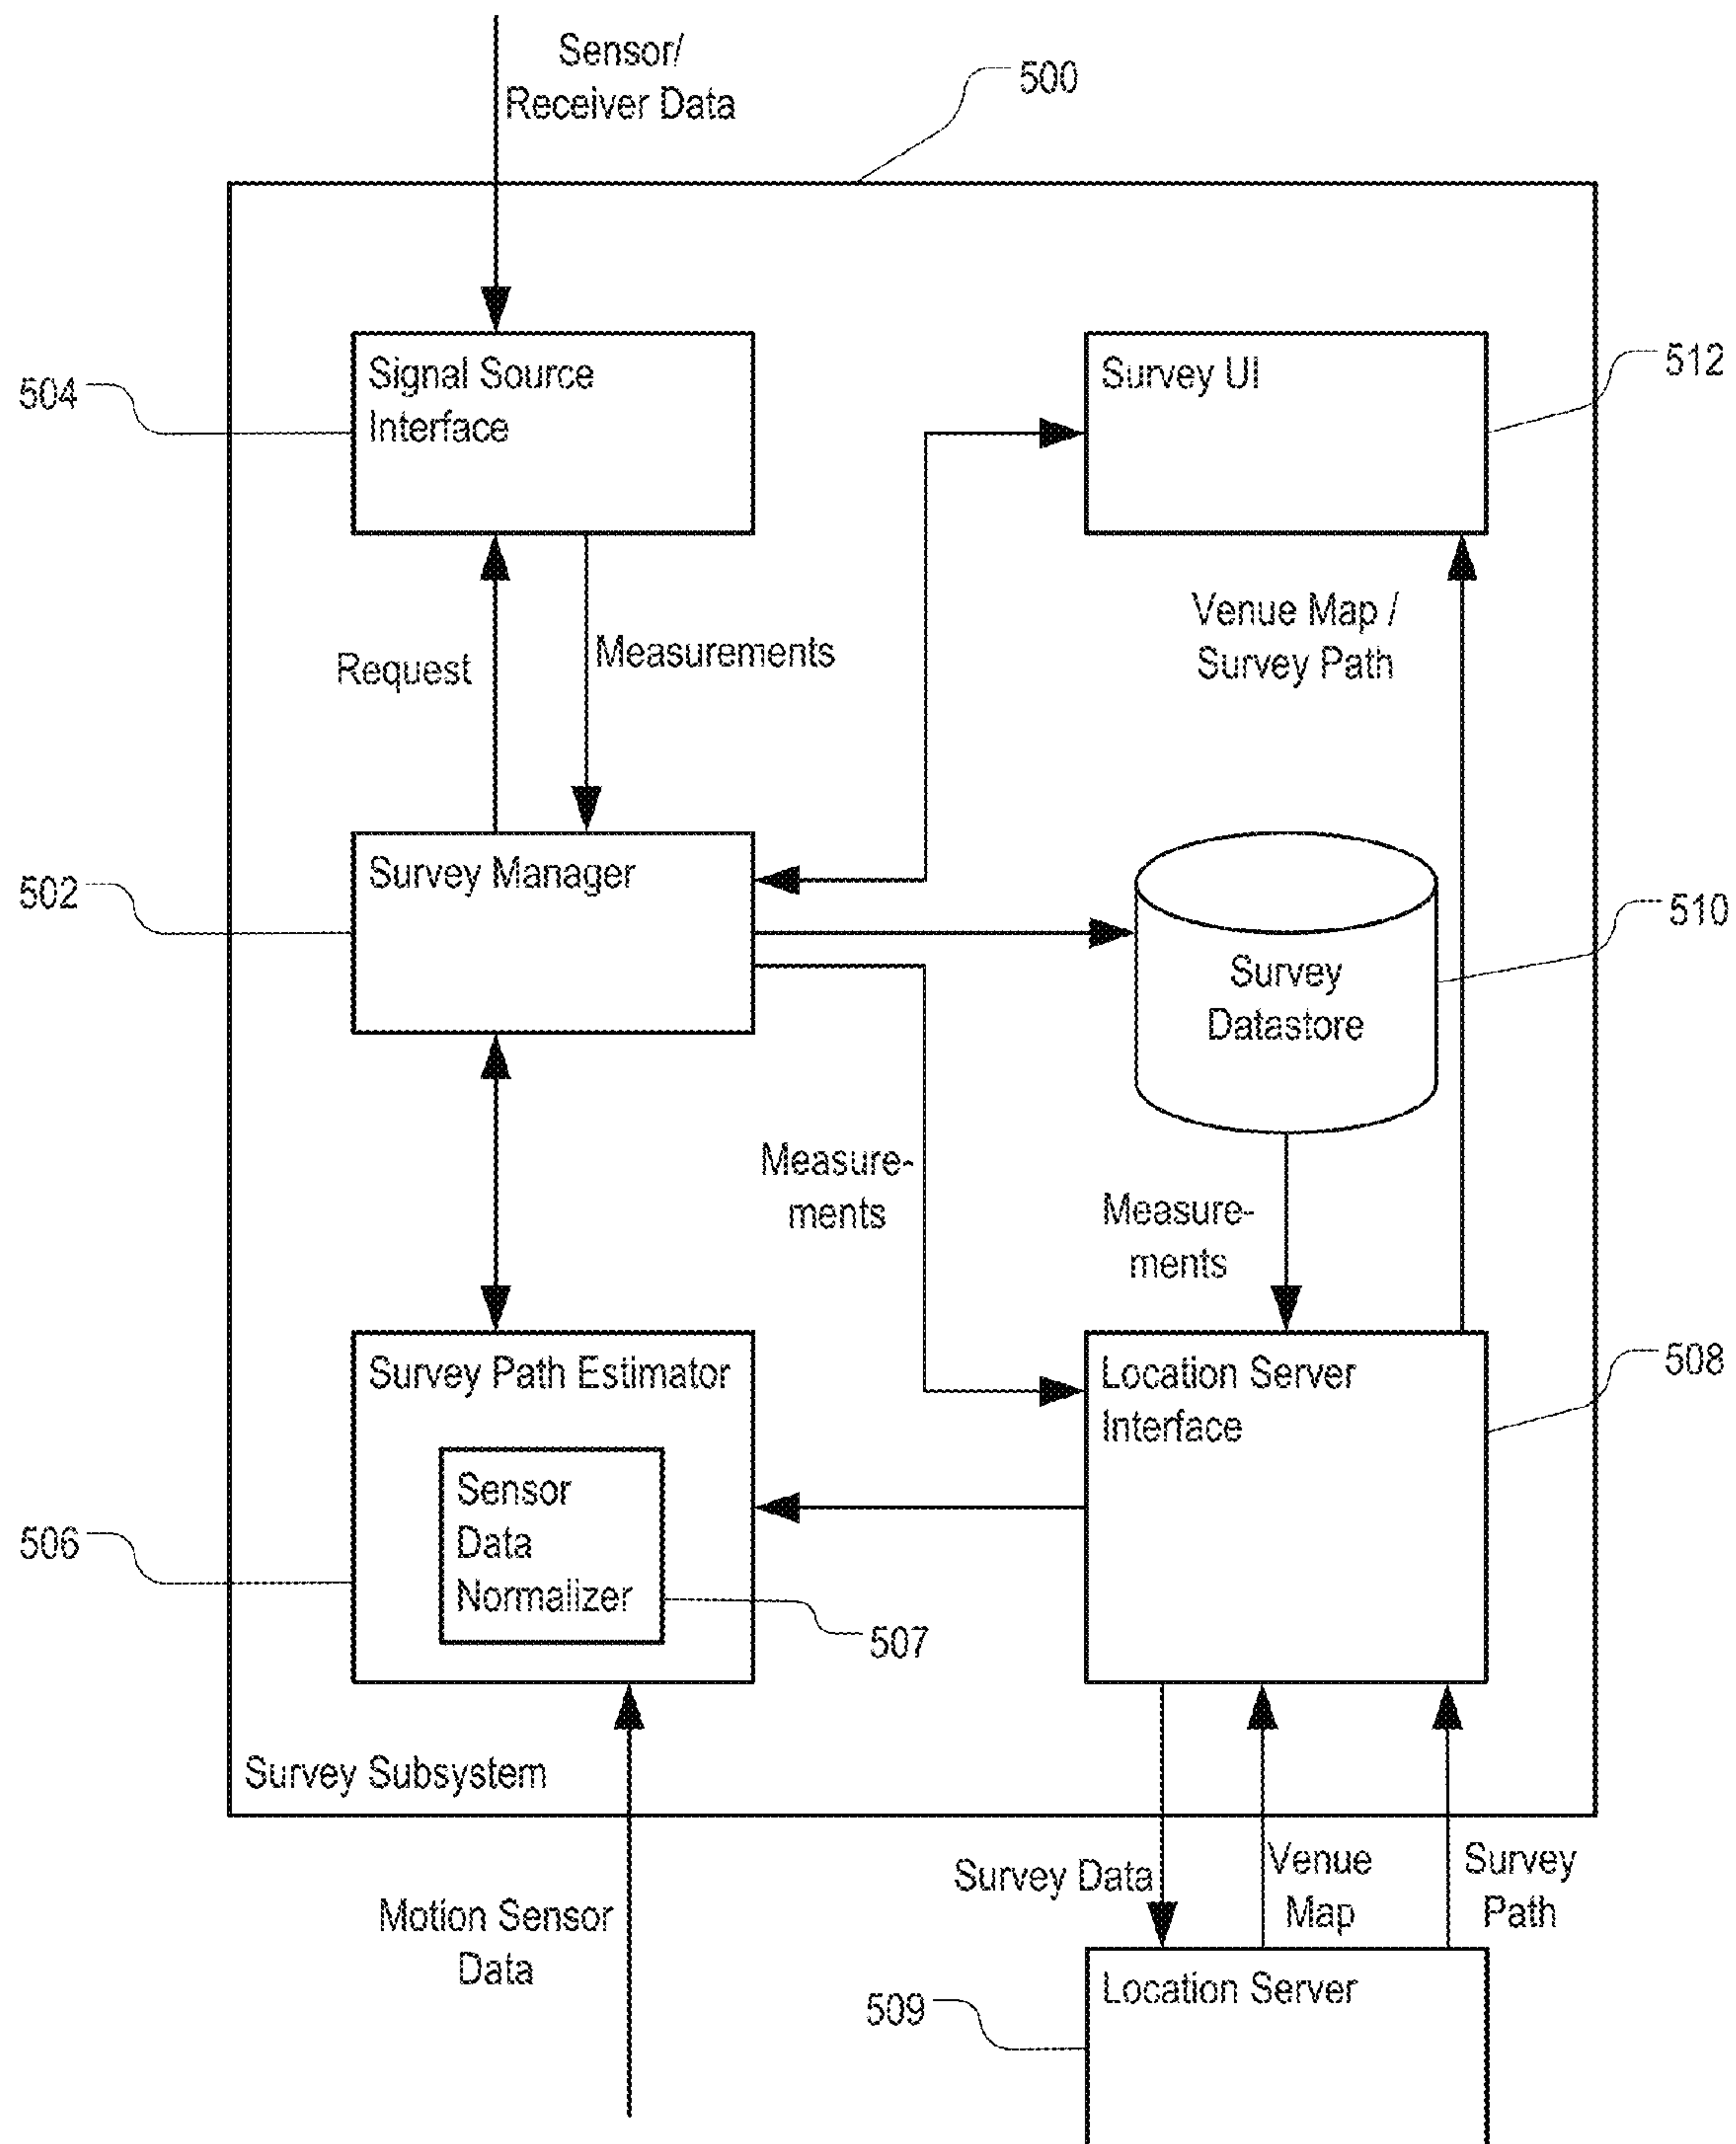 Sensor/
Receiver Data
500
Signal Source
Interface
504
Survey UI
512
Request
Measurements
Venue Map /
Survey Path
Survey Manager
502
Survey
Datastore
510
Measure-
ments
Measure-
ments
Survey Path Estimator
Sensor
Data
Normalizer
506
507
Location Server
Interface
508
Survey Subsystem
Motion Sensor
Data
Survey Data
Venue
Map
Survey
Path
Location Server
509